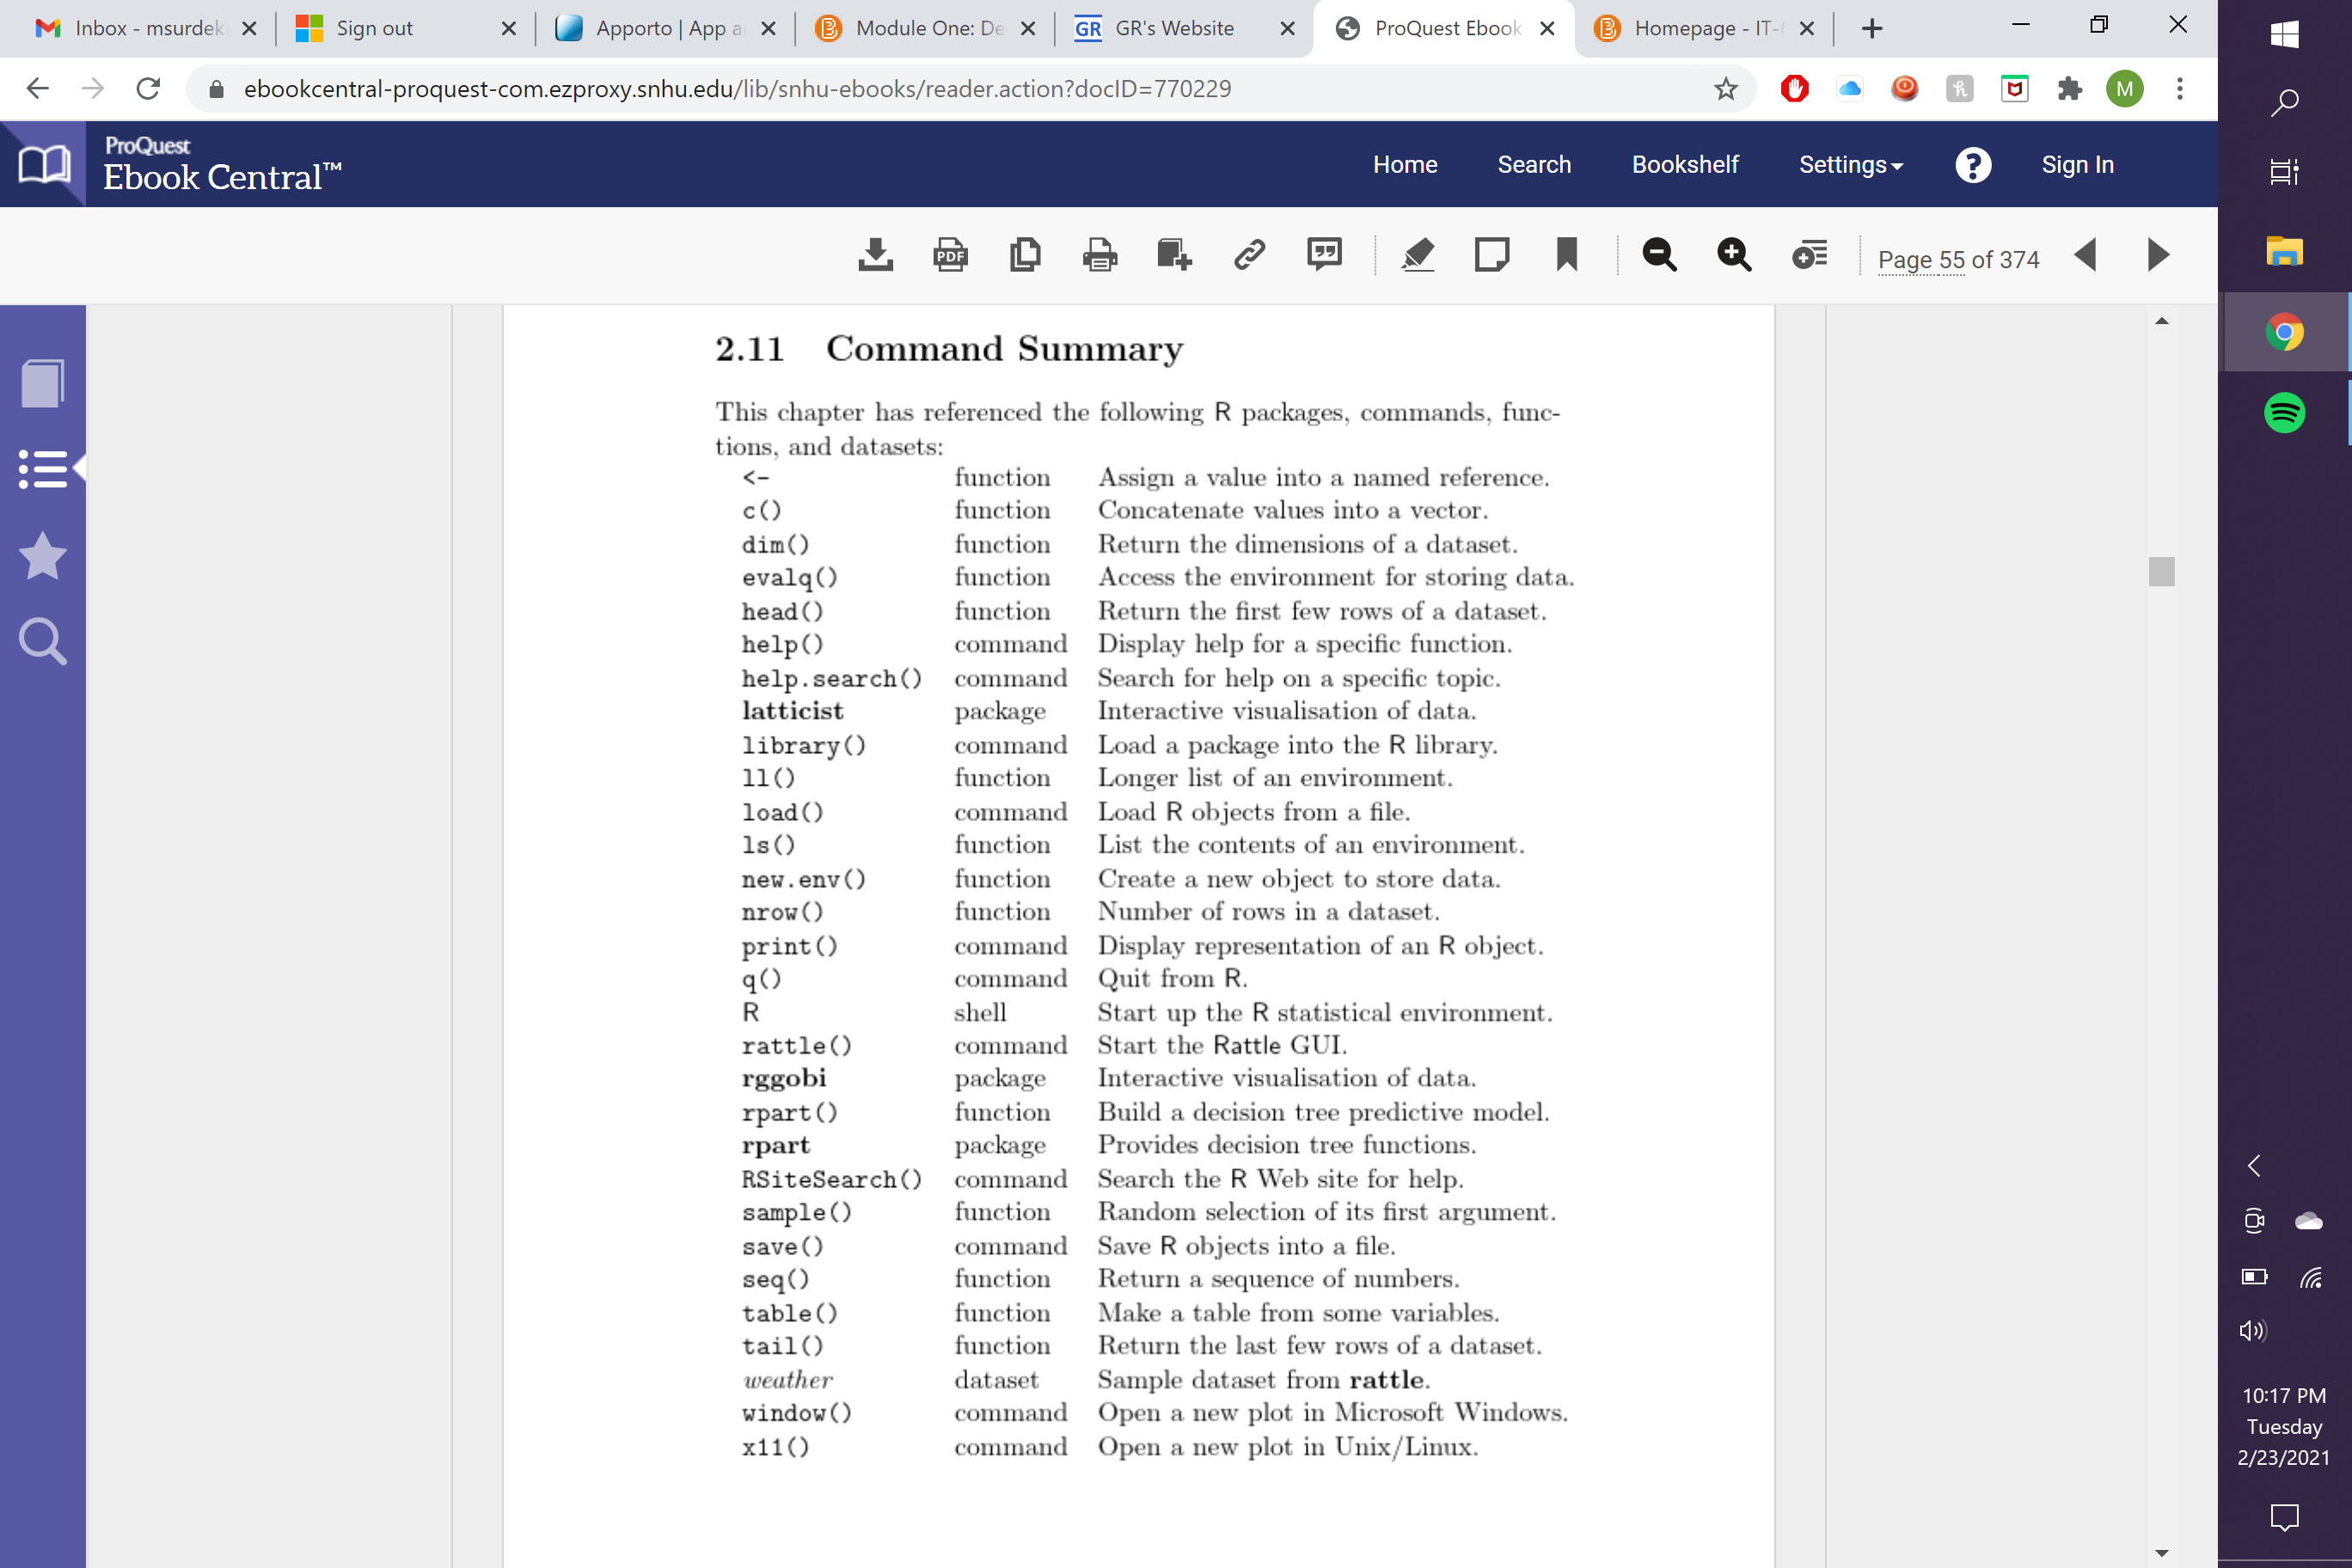 Inbox - msurdek
Sign out
Apporto | App a
Module One: De
GR GR's Website
ProQuest Ebook
Homepage - IT-6
ebookcentral-proquest-com.ezproxy.snhu.edu/lib/snhu-ebooks/reader.action?docID=770229
M
ProQuest
Ebook Central™
Home Search Bookshelf Settings ? Sign In
PDF
Page 55 of 374
2.11 Command Summary
This chapter has referenced the following R packages, commands, func-
tions, and datasets:
<- function Assign a value into a named reference.
c() function Concatenate values into a vector.
dim() function Return the dimensions of a dataset.
evalq() function Access the environment for storing data.
head() function Return the first few rows of a dataset.
help() command Display help for a specific function.
help.search() command Search for help on a specific topic.
latticist package Interactive visualisation of data.
library() command Load a package into the R library.
ll() function Longer list of an environment.
load() command Load R objects from a file.
ls() function List the contents of an environment.
new.env() function Create a new object to store data.
nrow() function Number of rows in a dataset.
print() command Display representation of an R object.
q() command Quit from R.
R shell Start up the R statistical environment.
rattle() command Start the Rattle GUI.
rggobi package Interactive visualisation of data.
rpart() function Build a decision tree predictive model.
rpart package Provides decision tree functions.
RSiteSearch() command Search the R Web site for help.
sample() function Random selection of its first argument.
save() command Save R objects into a file.
seq() function Return a sequence of numbers.
table() function Make a table from some variables.
tail() function Return the last few rows of a dataset.
weather dataset Sample dataset from rattle.
window() command Open a new plot in Microsoft Windows.
x11() command Open a new plot in Unix/Linux.
10:17 PM
Tuesday
2/23/2021